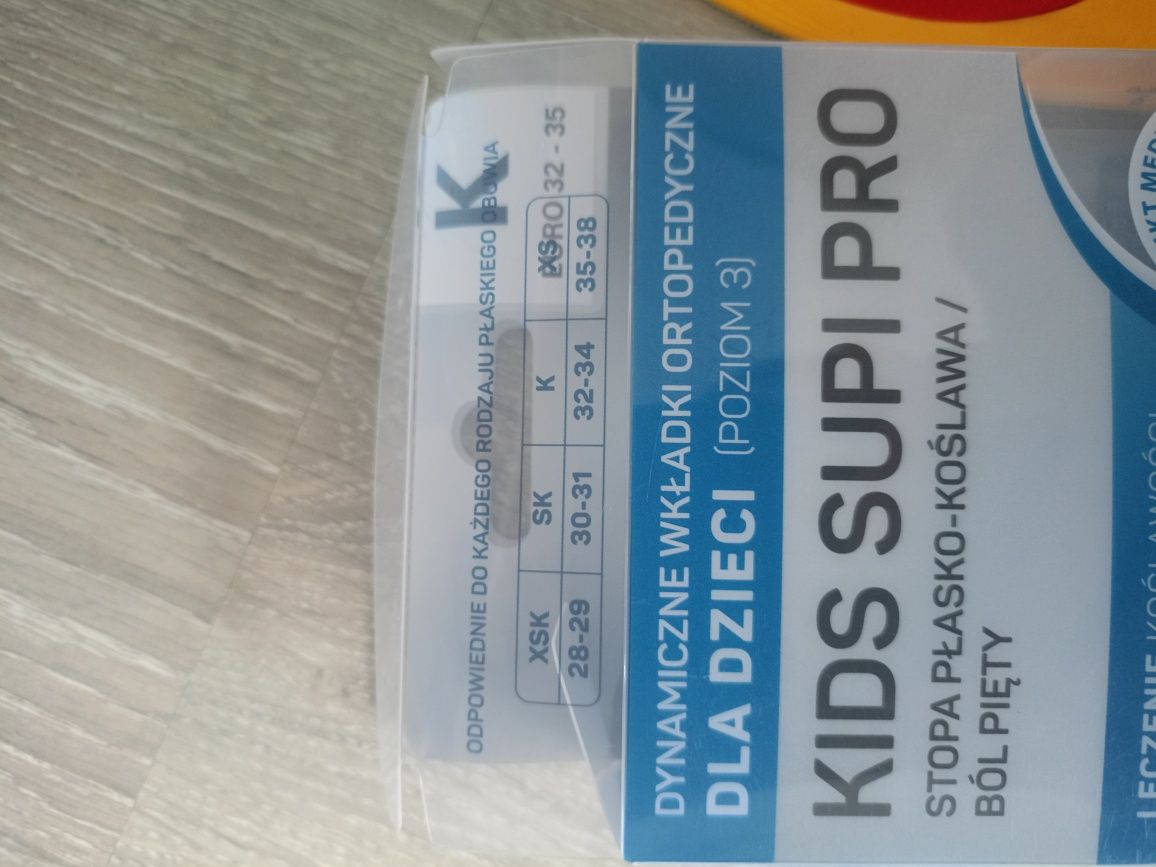 K
EURO 32 - 35
ODPOWIEDNIE DO KAŻDEGO RODZAJU PŁASKIEGO OBUWIA
XSK SK K XS
28-29 30-31 32-34 35-38
DYNAMICZNE WKŁADKI ORTOPEDYCZNE
DLA DZIECI (POZIOM 3)
KIDS SUPI PRO
STOPA PŁASKO-KOŚLAWA /
BÓL PIĘTY